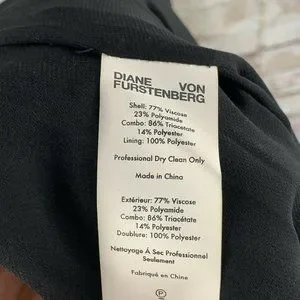 DIANE VON
FURSTENBERG
Shell: 77% Viscose
23% Polyamide
Combo: 86% Triacetate
14% Polyester
Lining: 100% Polyester
Professional Dry Clean Only
Made in China
Extérieur: 77% Viscose
23% Polyamide
Combo: 86% Triacétate
14% Polyester
Doublure: 100% Polyester
Nettoyage À Sec Professionnel
Seulement
Fabriqué en Chine
P